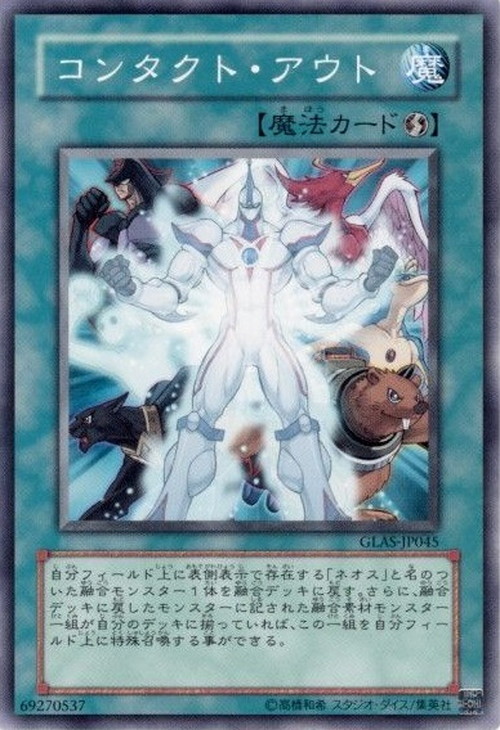 コンタクト・アウト
魔
【魔法カード】
GLAS-JP045
自分フィールド上に表側表示で存在する「ネオス」と名のつ
いた融合モンスター1体を融合デッキに戻す。さらに、融合
デッキに戻したモンスターに記された融合素材モンスター
一組が自分のデッキに揃っていれば、この一組を自分フィー
ルド上に特殊召喚する事ができる。
69270537
©高橋和希 スタジオ・ダイス/集英社